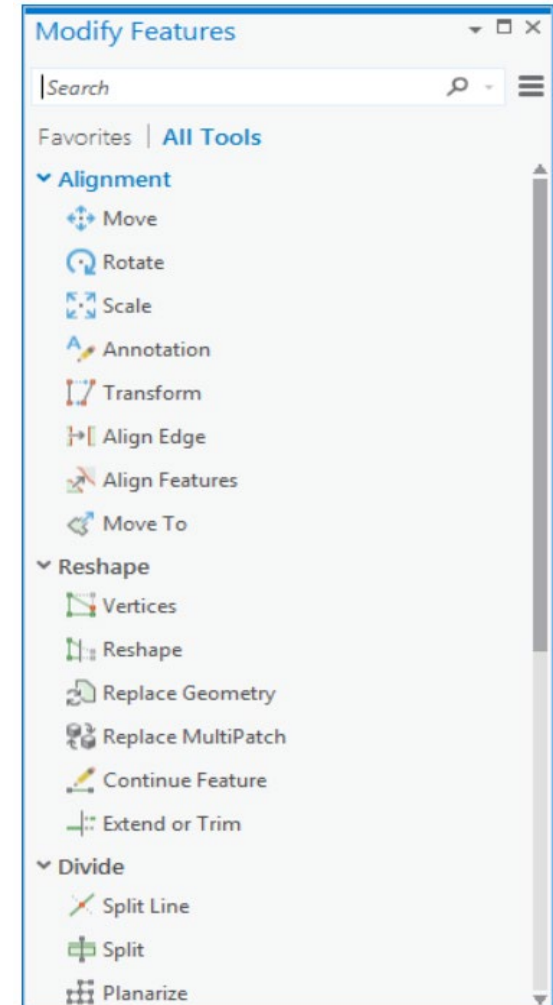 Modify Features
Search
Favorites | All Tools
Alignment
Move
Rotate
Scale
Annotation
Transform
Align Edge
Align Features
Move To
Reshape
Vertices
Reshape
Replace Geometry
Replace MultiPatch
Continue Feature
Extend or Trim
Divide
Split Line
Split
Planarize